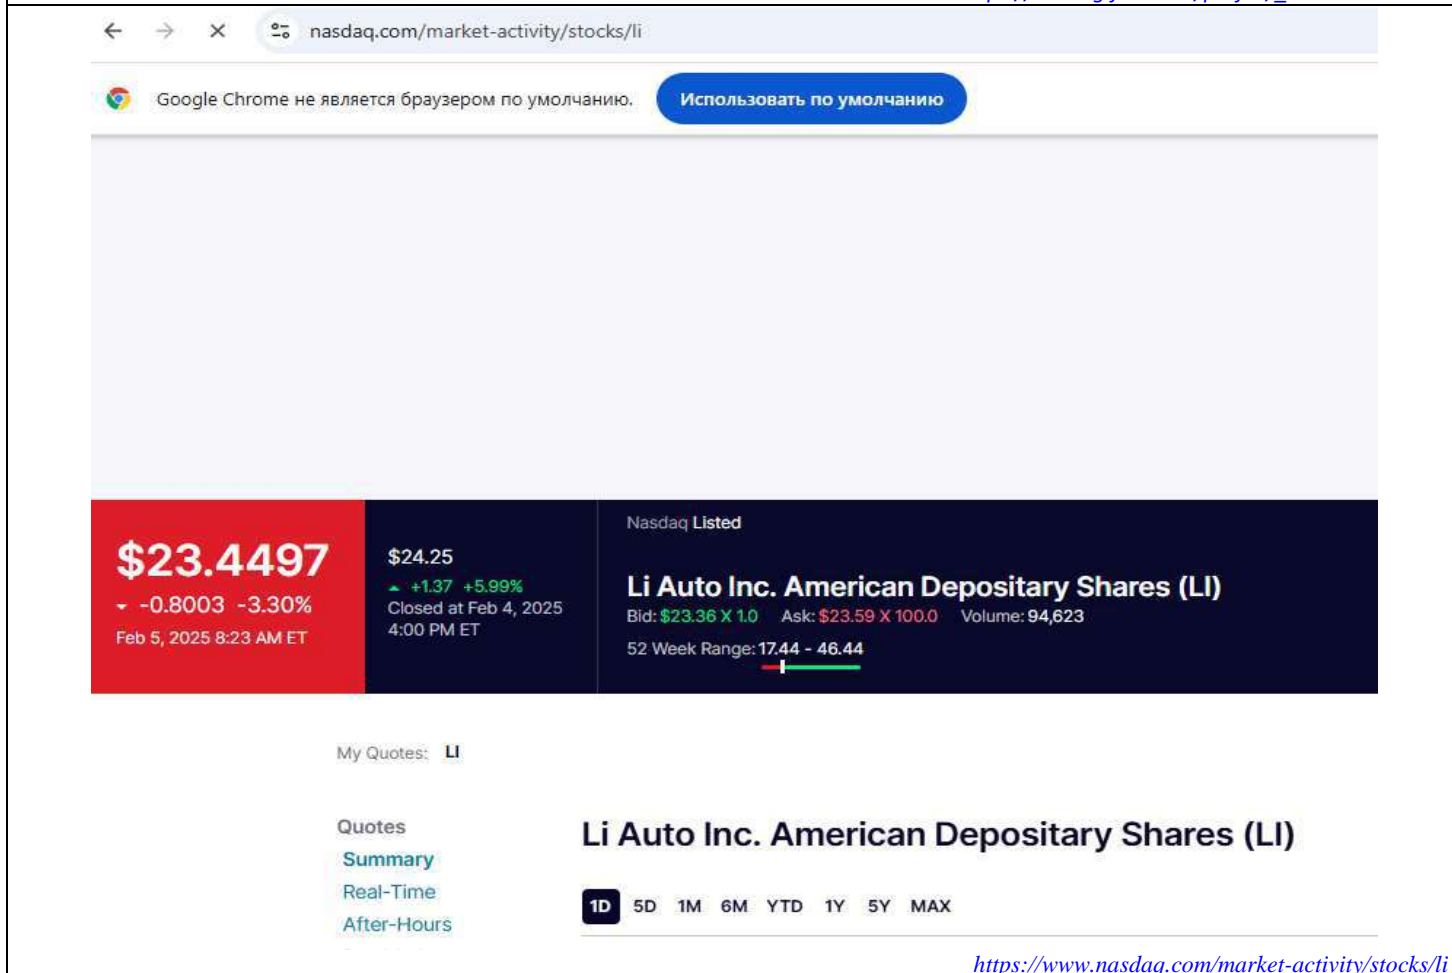 nasdaq.com/market-activity/stocks/li
Google Chrome не является браузером по умолчанию. Использовать по умолчанию
$23.4497
-0.8003 -3.30%
Feb 5, 2025 8:23 AM ET
$24.25
+1.37 +5.99%
Closed at Feb 4, 2025
4:00 PM ET
Nasdaq Listed
Li Auto Inc. American Depositary Shares (LI)
Bid: $23.36 X 1.0 Ask: $23.59 X 100.0 Volume: 94,623
52 Week Range: 17.44 - 46.44
My Quotes: LI
Quotes
Summary
Real-Time
After-Hours
Li Auto Inc. American Depositary Shares (LI)
1D 5D 1M 6M YTD 1Y 5Y MAX
https://www.nasdaq.com/market-activity/stocks/li